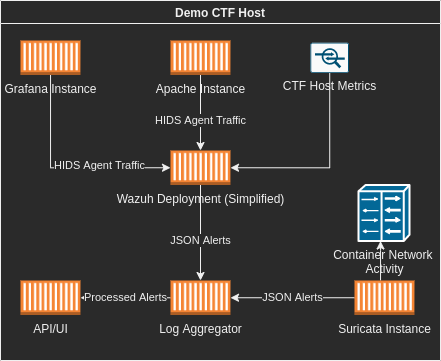 Demo CTF Host
Grafana Instance
Apache Instance
CTF Host Metrics
HIDS Agent Traffic
HIDS Agent Traffic
Wazuh Deployment (Simplified)
JSON Alerts
Container Network
Activity
Processed Alerts
JSON Alerts
API/UI
Log Aggregator
Suricata Instance